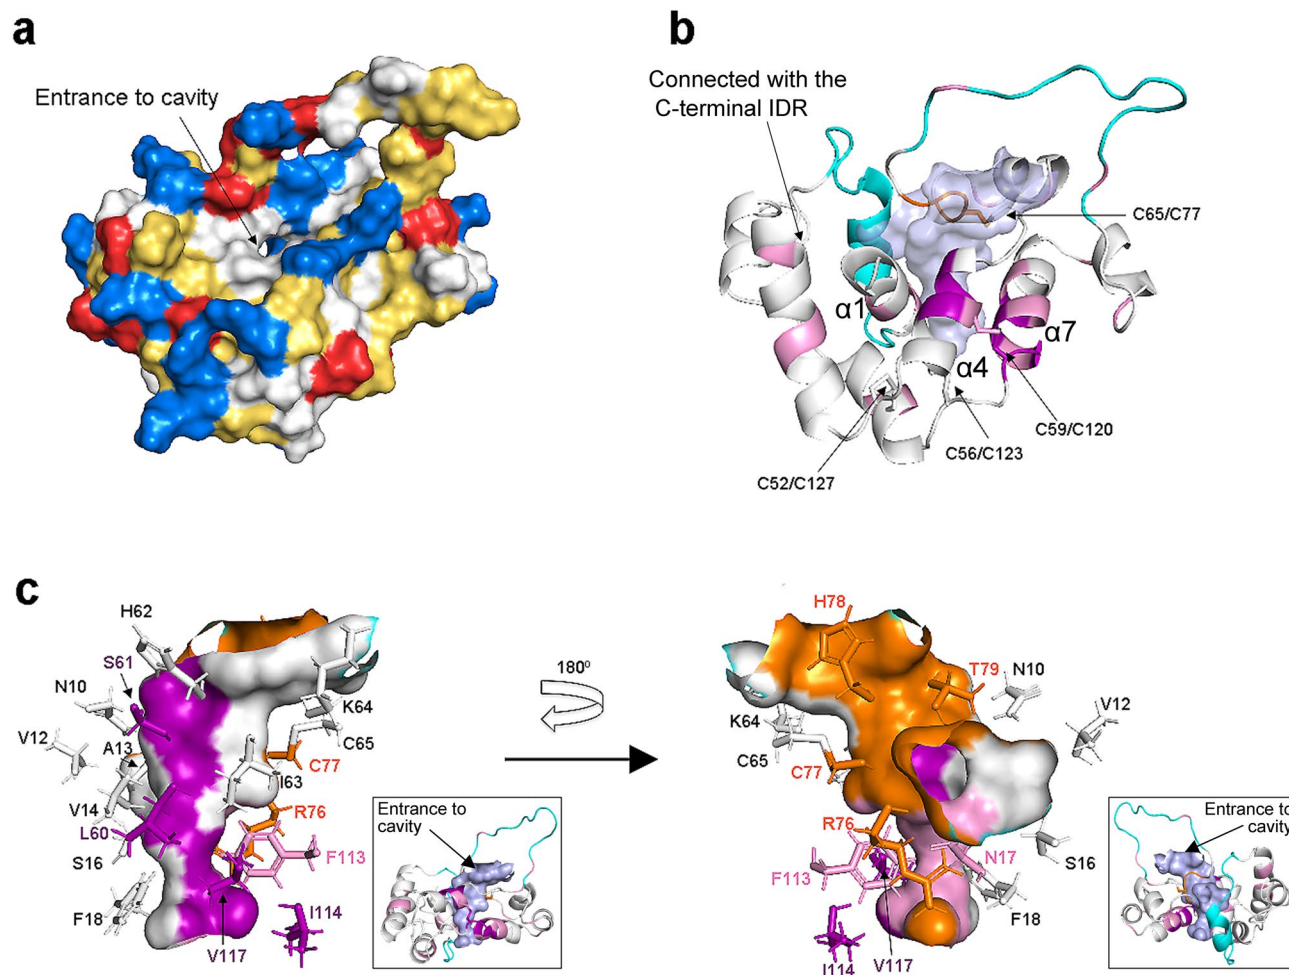 a
Entrance to cavity
b
Connected with the
C-terminal IDR
C65/C77
α1
α7
α4
C59/C120
C56/C123
C52/C127
c
H62
S61
N10
V12
A13
V14
L60
S16
F18
K64
C65
C77
I63
R76
F113
I114
V117
Entrance to
cavity
180º
H78
T79
N10
V12
K64
C65
C77
R76
F113
N17
S16
F18
I114
V117
Entrance to
cavity